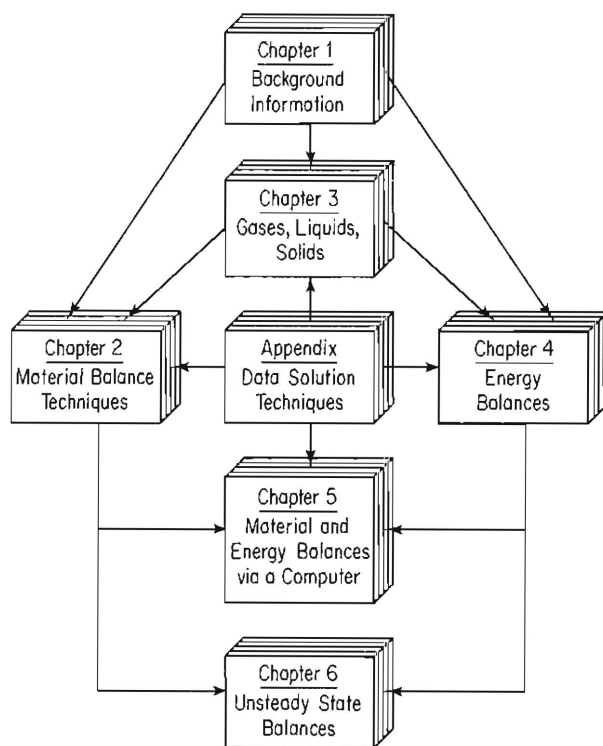 Chapter 1
Background
Information
Chapter 3
Gases, Liquids,
Solids
Chapter 2
Material Balance
Techniques
Appendix
Data Solution
Techniques
Chapter 4
Energy
Balances
Chapter 5
Material and
Energy Balances
via a Computer
Chapter 6
Unsteady State
Balances